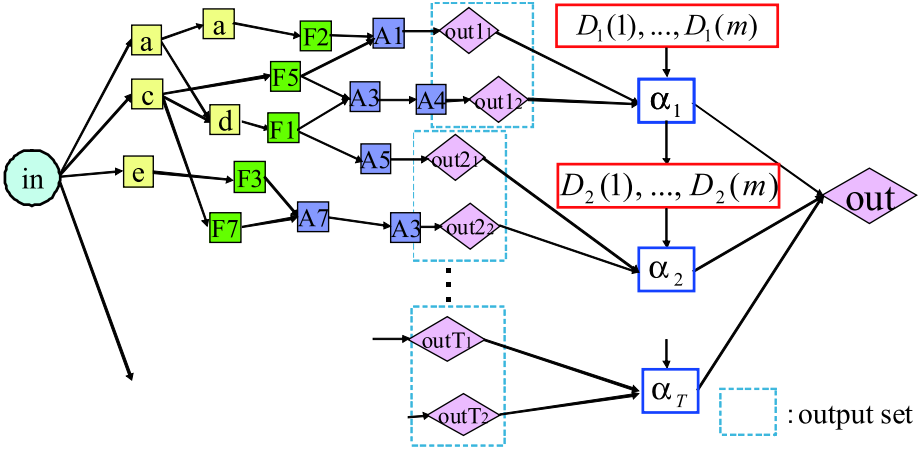 in
a
a
c
d
e
F2
F5
F1
F3
F7
A1
A3
A4
A5
A7
A3
out1₁
out1₂
out2₁
out2₂
outT₁
outT₂
D₁(1), ..., D₁(m)
α₁
D₂(1), ..., D₂(m)
α₂
α_T
out
: output set